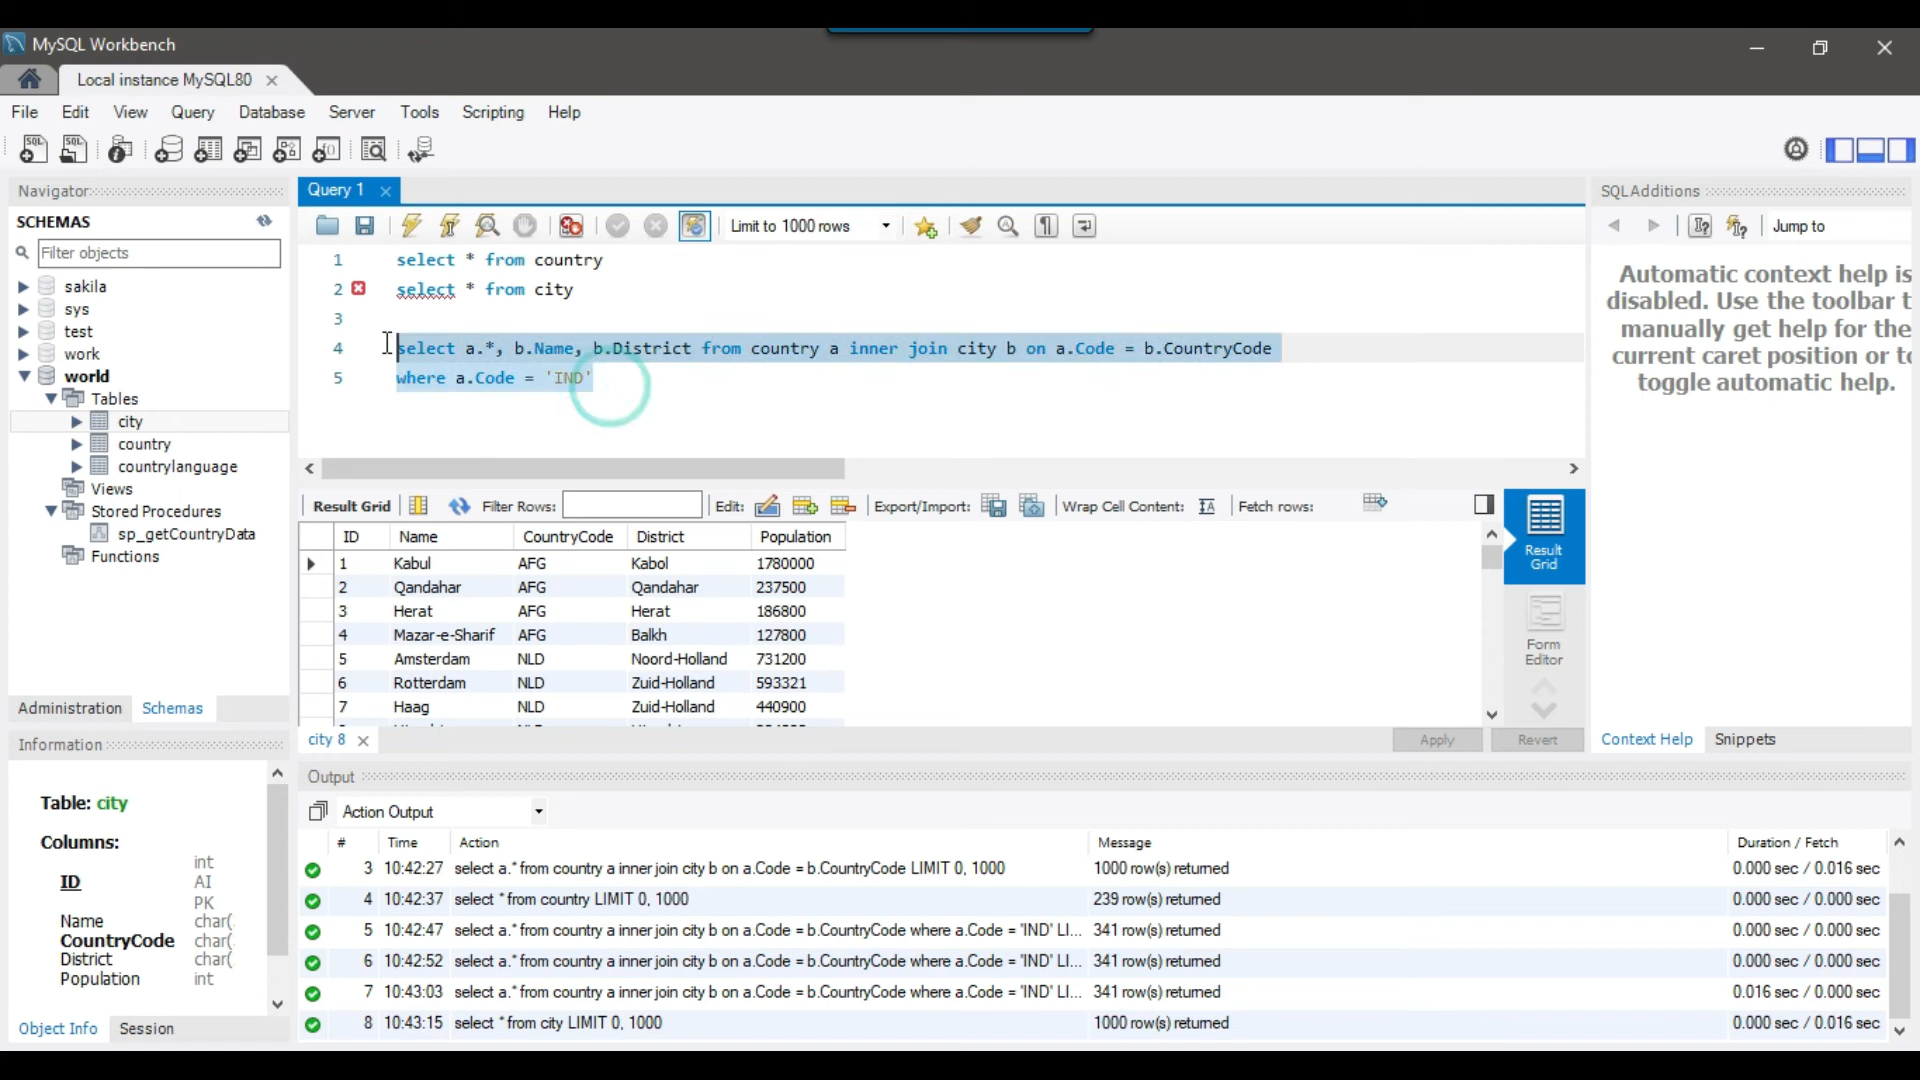 MySQL Workbench
Local instance MySQL80
File Edit View Query Database Server Tools Scripting Help
Navigator
SCHEMAS
Filter objects
sakila
sys
test
work
world
Tables
city
country
countrylanguage
Views
Stored Procedures
sp_getCountryData
Functions
Administration Schemas
Information
Table: city
Columns:
ID int AI PK
Name char(
CountryCode char(
District char(
Population int
Object Info Session
Query 1
Limit to 1000 rows
1 select * from country
2 select * from city
3
4 select a.*, b.Name, b.District from country a inner join city b on a.Code = b.CountryCode
5 where a.Code = 'IND'
Result Grid Filter Rows: Edit: Export/Import: Wrap Cell Content: Fetch rows:
ID Name CountryCode District Population
1 Kabul AFG Kabol 1780000
2 Qandahar AFG Qandahar 237500
3 Herat AFG Herat 186800
4 Mazar-e-Sharif AFG Balkh 127800
5 Amsterdam NLD Noord-Holland 731200
6 Rotterdam NLD Zuid-Holland 593321
7 Haag NLD Zuid-Holland 440900
Result Grid
Form Editor
city 8
Apply Revert
SQLAdditions
Jump to
Automatic context help is
disabled. Use the toolbar t
manually get help for the
current caret position or to
toggle automatic help.
Context Help Snippets
Output
Action Output
# Time Action Message Duration / Fetch
3 10:42:27 select a.* from country a inner join city b on a.Code = b.CountryCode LIMIT 0, 1000 1000 row(s) returned 0.000 sec / 0.016 sec
4 10:42:37 select * from country LIMIT 0, 1000 239 row(s) returned 0.000 sec / 0.000 sec
5 10:42:47 select a.* from country a inner join city b on a.Code = b.CountryCode where a.Code = 'IND' LI... 341 row(s) returned 0.000 sec / 0.000 sec
6 10:42:52 select a.* from country a inner join city b on a.Code = b.CountryCode where a.Code = 'IND' LI... 341 row(s) returned 0.000 sec / 0.000 sec
7 10:43:03 select a.* from country a inner join city b on a.Code = b.CountryCode where a.Code = 'IND' LI... 341 row(s) returned 0.016 sec / 0.000 sec
8 10:43:15 select * from city LIMIT 0, 1000 1000 row(s) returned 0.000 sec / 0.016 sec